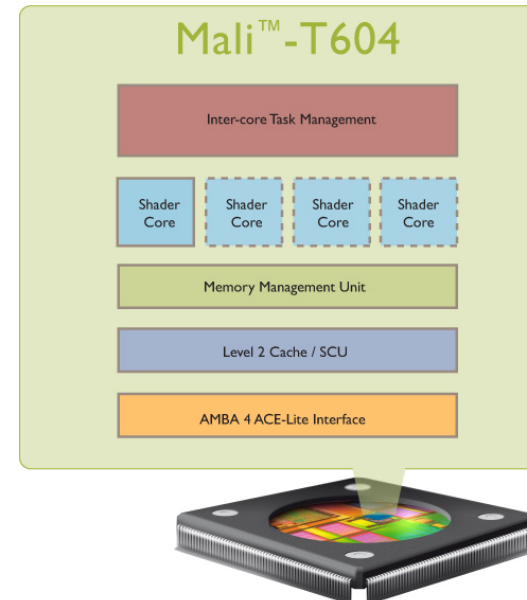 Mali™-T604
Inter-core Task Management
Shader Shader Shader Shader
Core Core Core Core
Memory Management Unit
Level 2 Cache / SCU
AMBA 4 ACE-Lite Interface